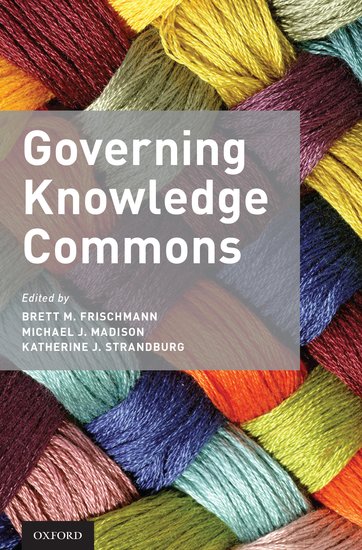 Governing
Knowledge
Commons
Edited by
BRETT M. FRISCHMANN
MICHAEL J. MADISON
KATHERINE J. STRANDBURG
OXFORD